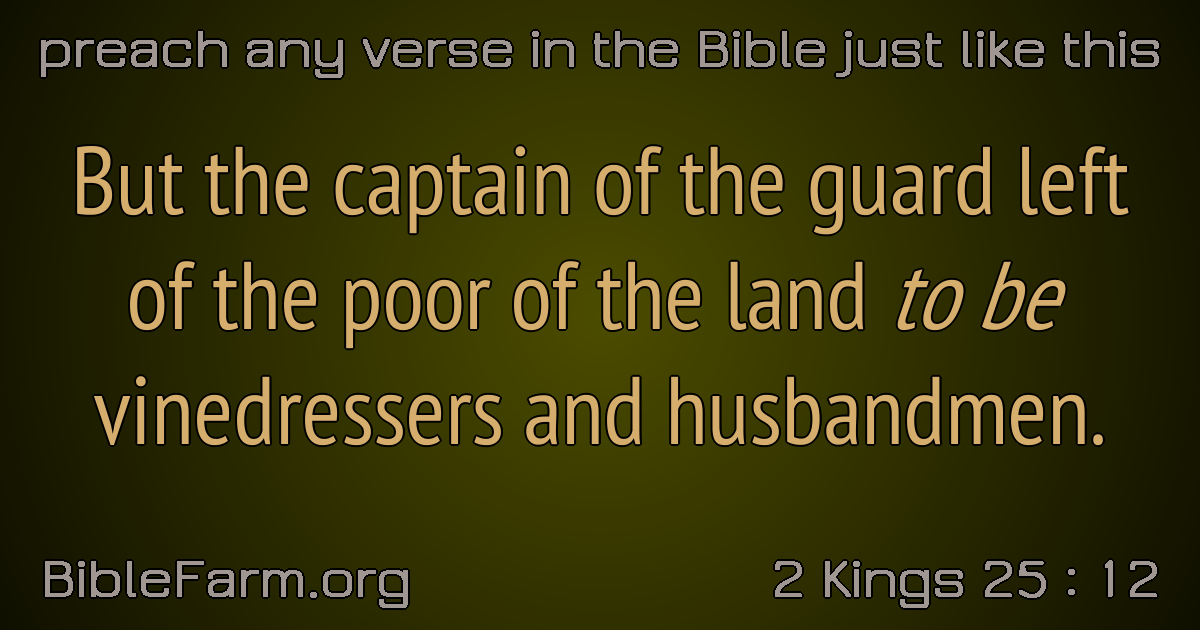 preach any verse in the Bible just like this
But the captain of the guard left
of the poor of the land to be
vinedressers and husbandmen.
BibleFarm.org
2 Kings 25 : 12